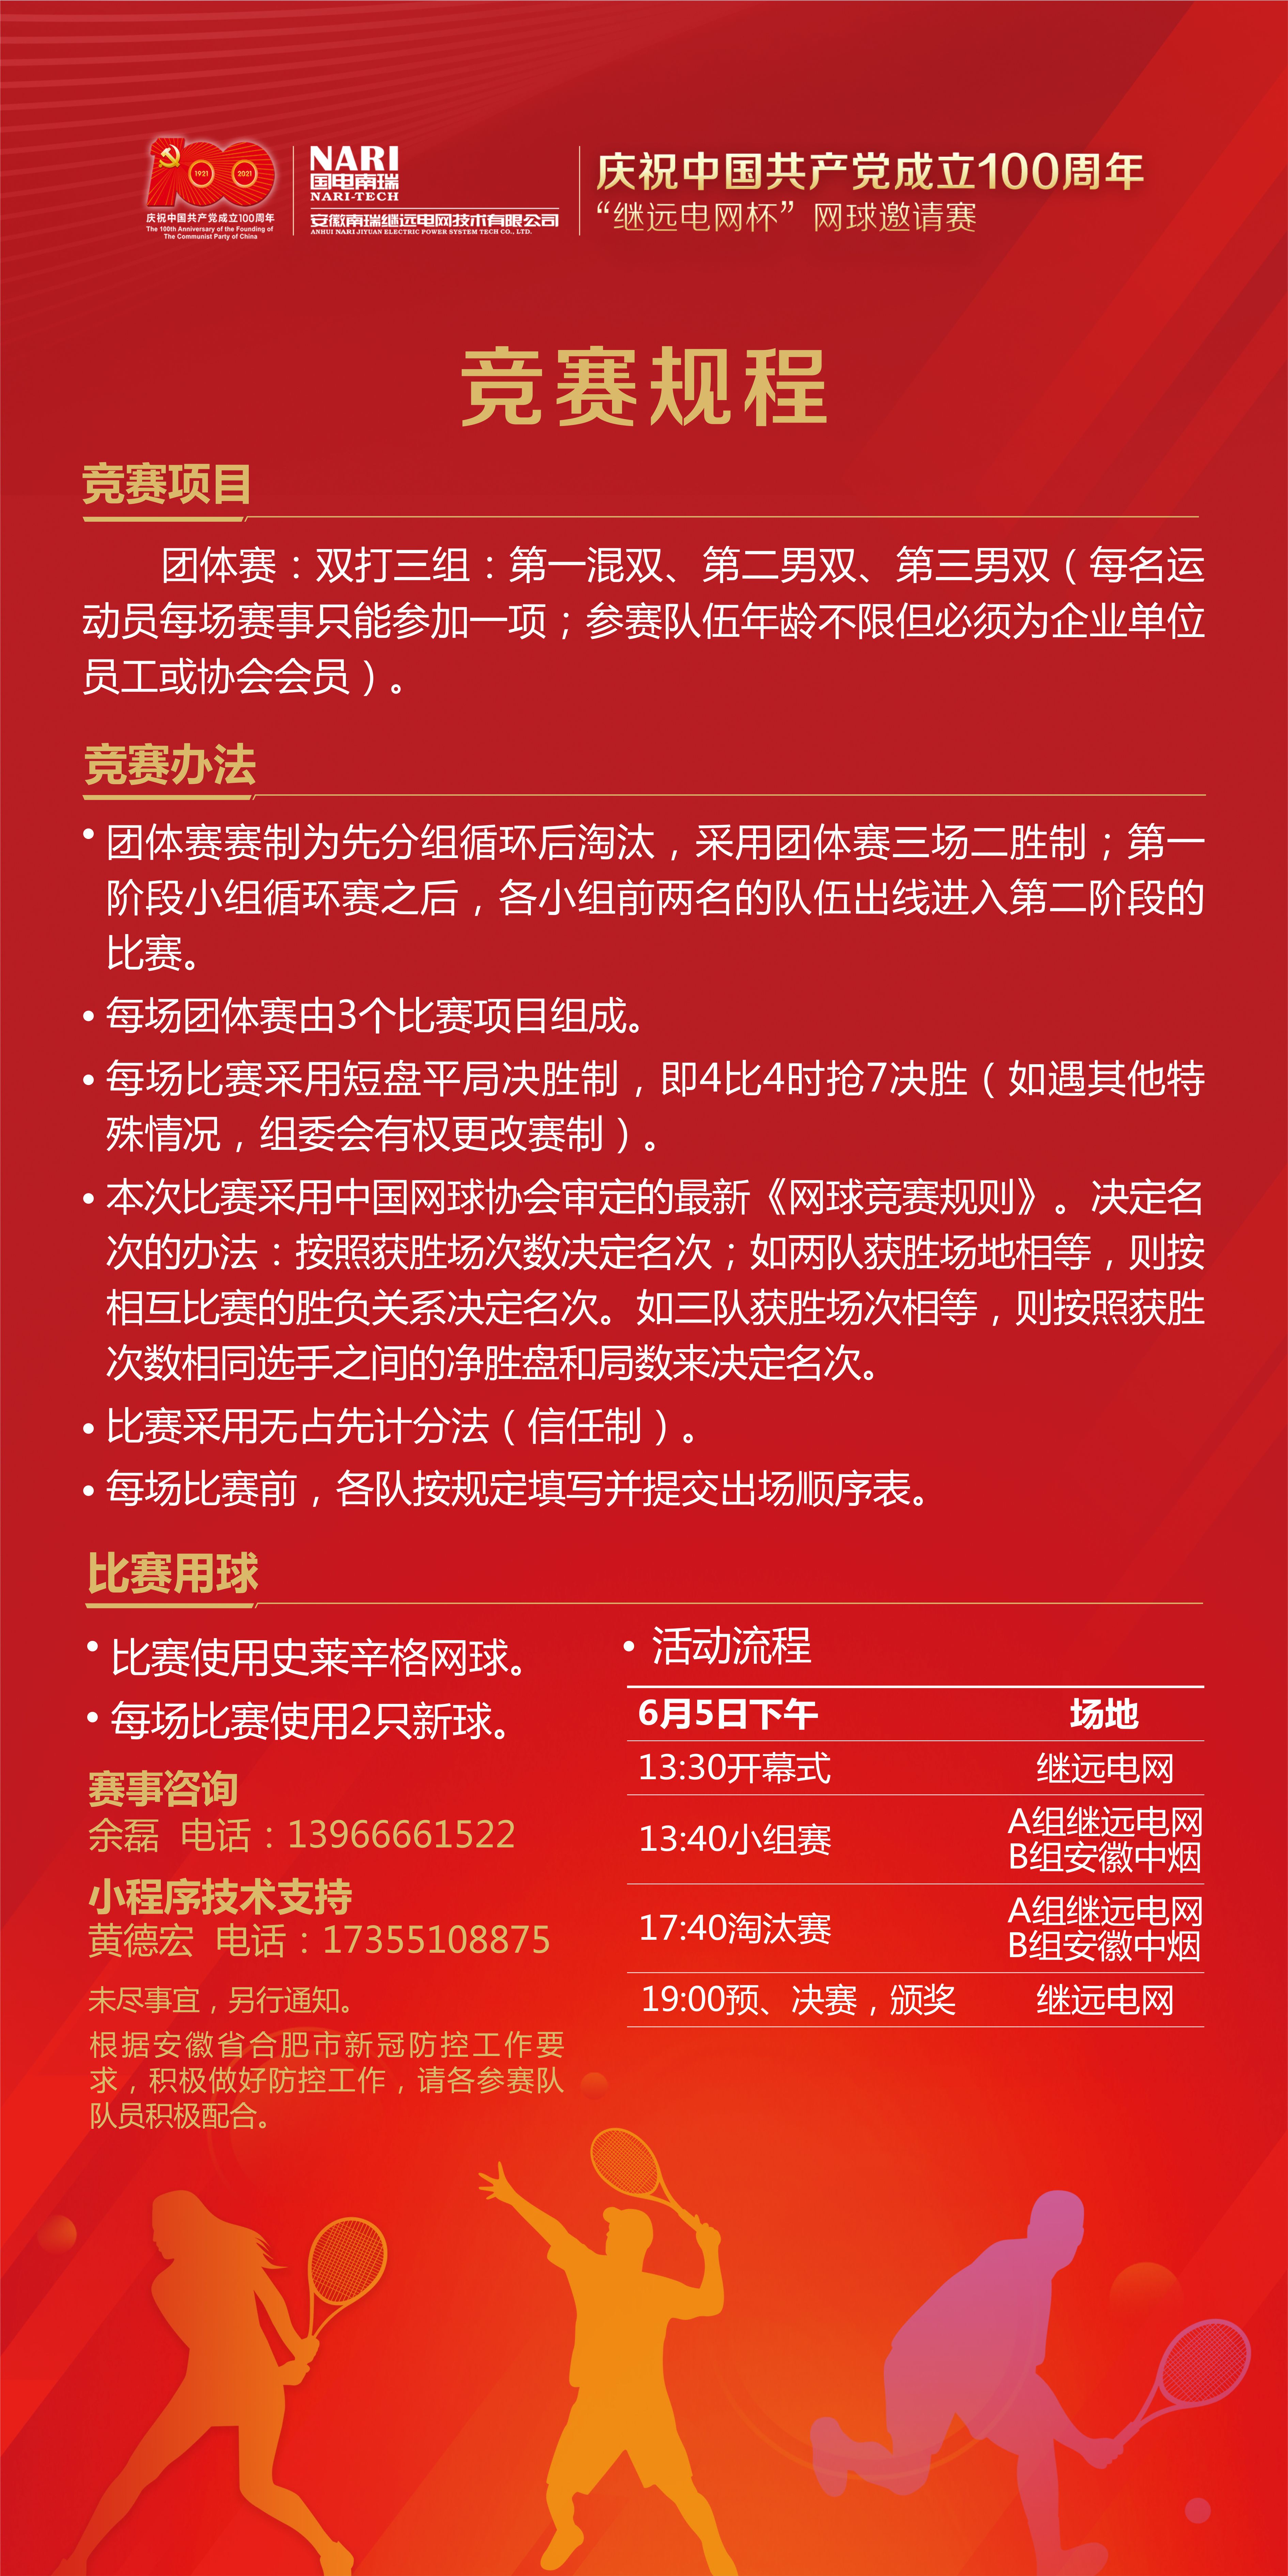 1921 2021
庆祝中国共产党成立100周年
The 100th Anniversary of the Founding of
The Communist Party of China
NARI
国电南瑞
NARI-TECH
安徽南瑞继远电网技术有限公司
ANHUI NARI JIYUAN ELECTRIC POWER SYSTEM TECH CO., LTD.
庆祝中国共产党成立100周年
“继远电网杯”网球邀请赛
竞赛规程
竞赛项目
团体赛：双打三组：第一混双、第二男双、第三男双（每名运
动员每场赛事只能参加一项；参赛队伍年龄不限但必须为企业单位
员工或协会会员）。
竞赛办法
• 团体赛赛制为先分组循环后淘汰，采用团体赛三场二胜制；第一
阶段小组循环赛之后，各小组前两名的队伍出线进入第二阶段的
比赛。
• 每场团体赛由3个比赛项目组成。
• 每场比赛采用短盘平局决胜制，即4比4时抢7决胜（如遇其他特
殊情况，组委会有权更改赛制）。
• 本次比赛采用中国网球协会审定的最新《网球竞赛规则》。决定名
次的办法：按照获胜场次数决定名次；如两队获胜场地相等，则按
相互比赛的胜负关系决定名次。如三队获胜场次相等，则按照获胜
次数相同选手之间的净胜盘和局数来决定名次。
• 比赛采用无占先计分法（信任制）。
• 每场比赛前，各队按规定填写并提交出场顺序表。
比赛用球
• 比赛使用史莱辛格网球。
• 每场比赛使用2只新球。
赛事咨询
余磊 电话：13966661522
小程序技术支持
黄德宏 电话：17355108875
未尽事宜，另行通知。
根据安徽省合肥市新冠防控工作要
求，积极做好防控工作，请各参赛队
队员积极配合。
• 活动流程
6月5日下午 场地
13:30开幕式 继远电网
13:40小组赛 A组继远电网
B组安徽中烟
17:40淘汰赛 A组继远电网
B组安徽中烟
19:00预、决赛，颁奖 继远电网